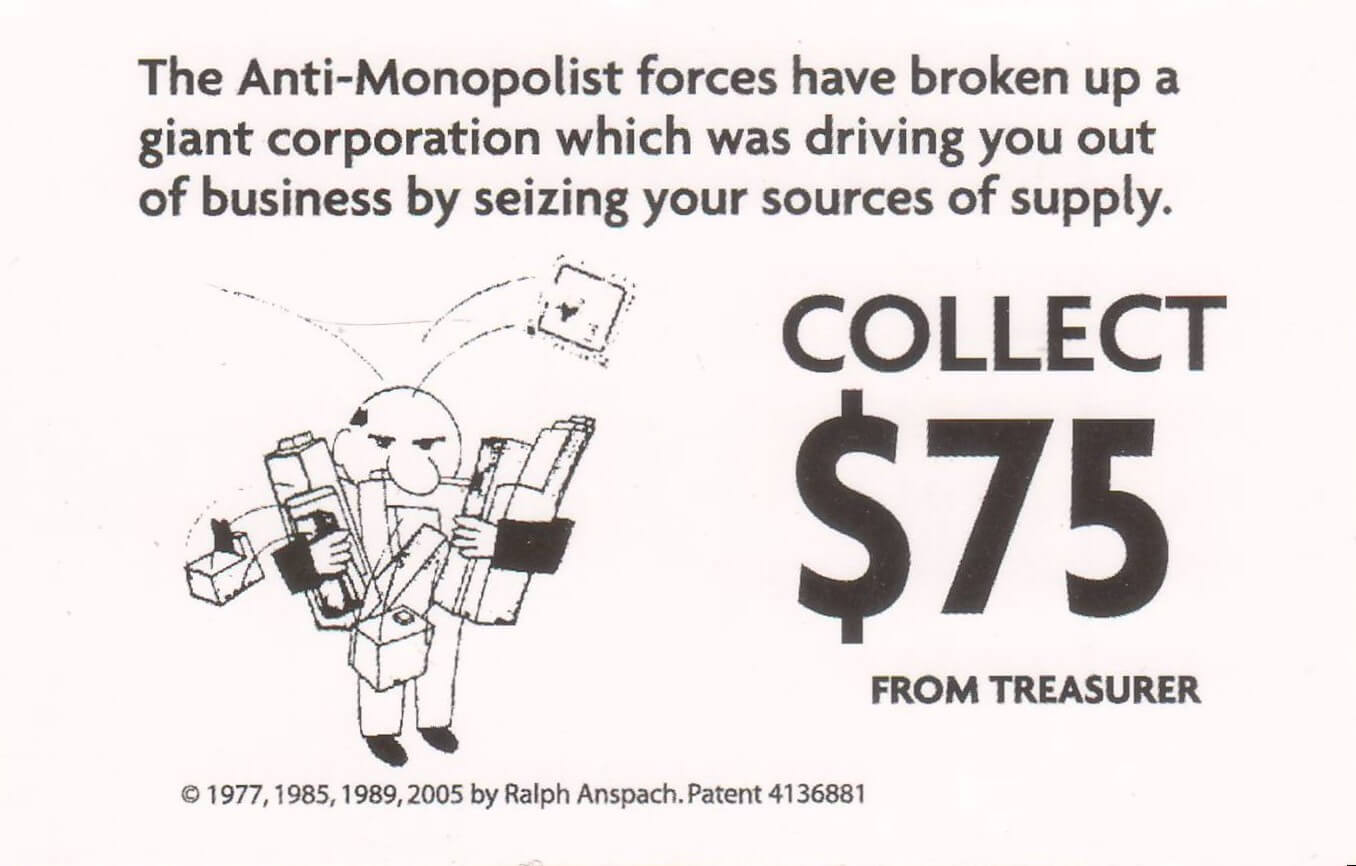 The Anti-Monopolist forces have broken up a
giant corporation which was driving you out
of business by seizing your sources of supply.
COLLECT
$75
FROM TREASURER
© 1977, 1985, 1989, 2005 by Ralph Anspach. Patent 4136881